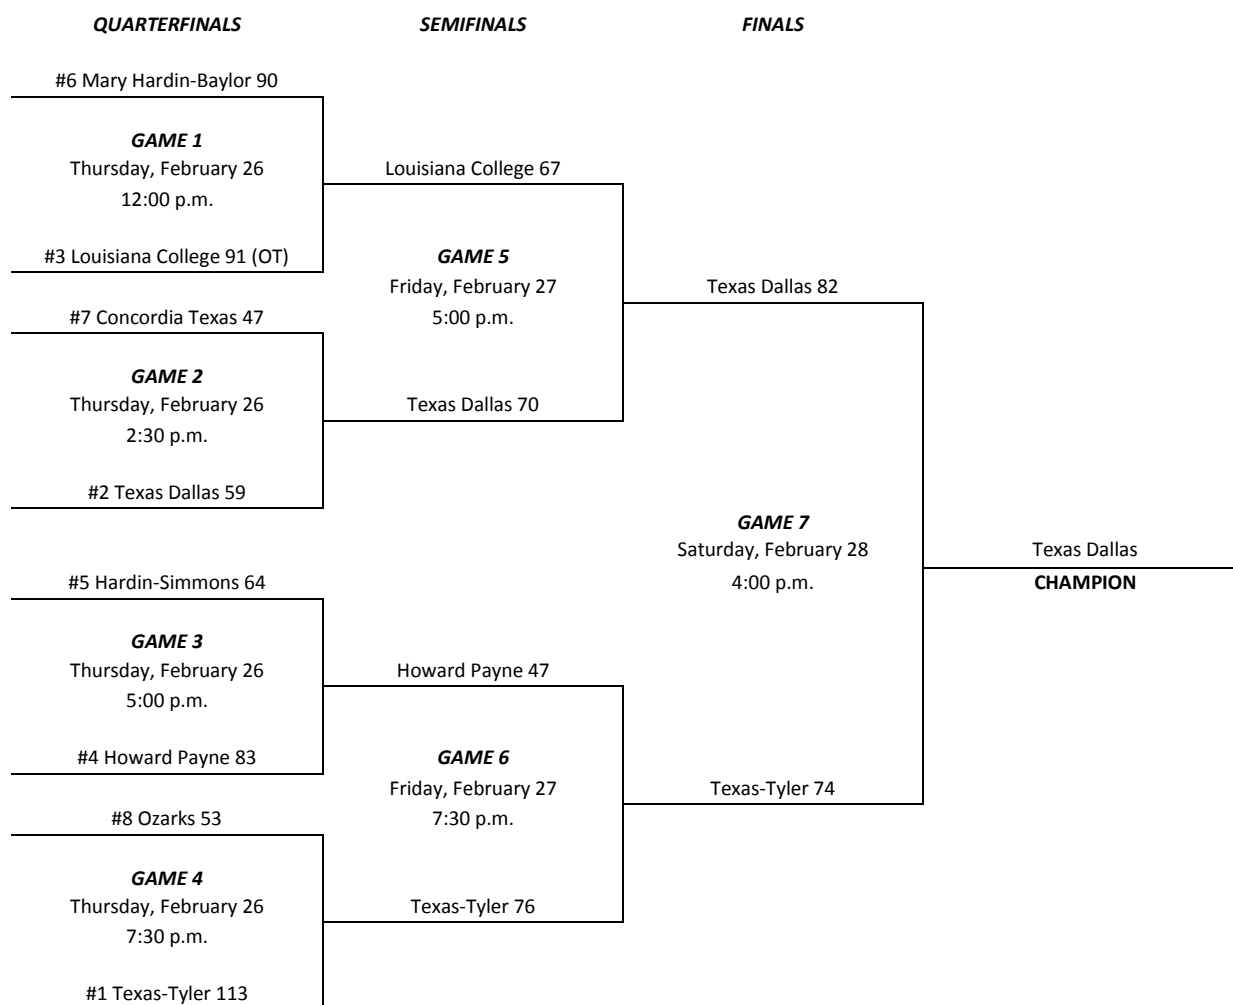 QUARTERFINALS SEMIFINALS FINALS
#6 Mary Hardin-Baylor 90
GAME 1
Thursday, February 26
12:00 p.m.
#3 Louisiana College 91 (OT)
#7 Concordia Texas 47
GAME 2
Thursday, February 26
2:30 p.m.
#2 Texas Dallas 59
#5 Hardin-Simmons 64
GAME 3
Thursday, February 26
5:00 p.m.
#4 Howard Payne 83
#8 Ozarks 53
GAME 4
Thursday, February 26
7:30 p.m.
#1 Texas-Tyler 113
Louisiana College 67
GAME 5
Friday, February 27
5:00 p.m.
Texas Dallas 70
Howard Payne 47
GAME 6
Friday, February 27
7:30 p.m.
Texas-Tyler 76
Texas Dallas 82
GAME 7
Saturday, February 28
4:00 p.m.
Texas-Tyler 74
Texas Dallas
CHAMPION